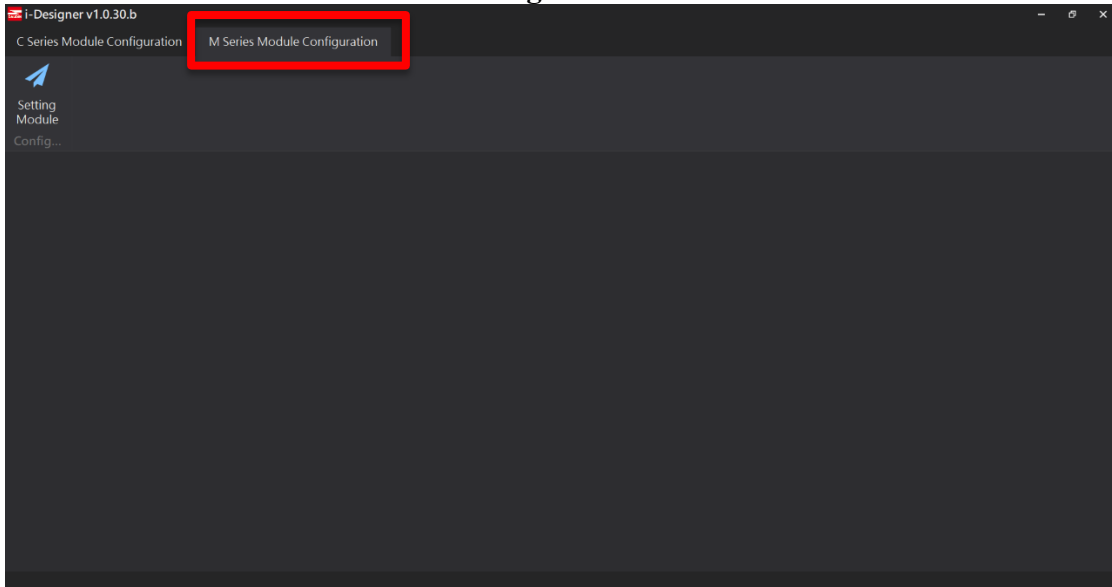 i-Designer v1.0.30.b
C Series Module Configuration M Series Module Configuration
Setting
Module
Config...